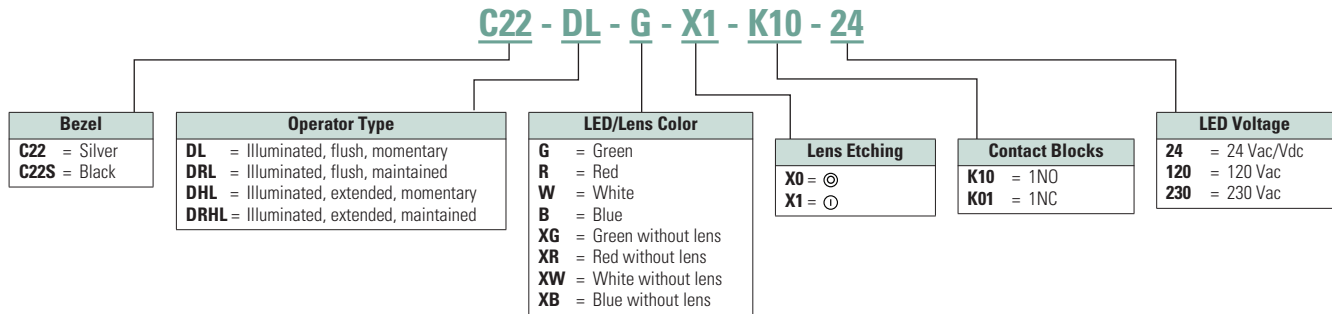 C22 - DL - G - X1 - K10 - 24
Bezel
C22 = Silver
C22S = Black
Operator Type
DL = Illuminated, flush, momentary
DRL = Illuminated, flush, maintained
DHL = Illuminated, extended, momentary
DRHL = Illuminated, extended, maintained
LED/Lens Color
G = Green
R = Red
W = White
B = Blue
XG = Green without lens
XR = Red without lens
XW = White without lens
XB = Blue without lens
Lens Etching
X0 = ⌾
X1 = ⏼
Contact Blocks
K10 = 1NO
K01 = 1NC
LED Voltage
24 = 24 Vac/Vdc
120 = 120 Vac
230 = 230 Vac